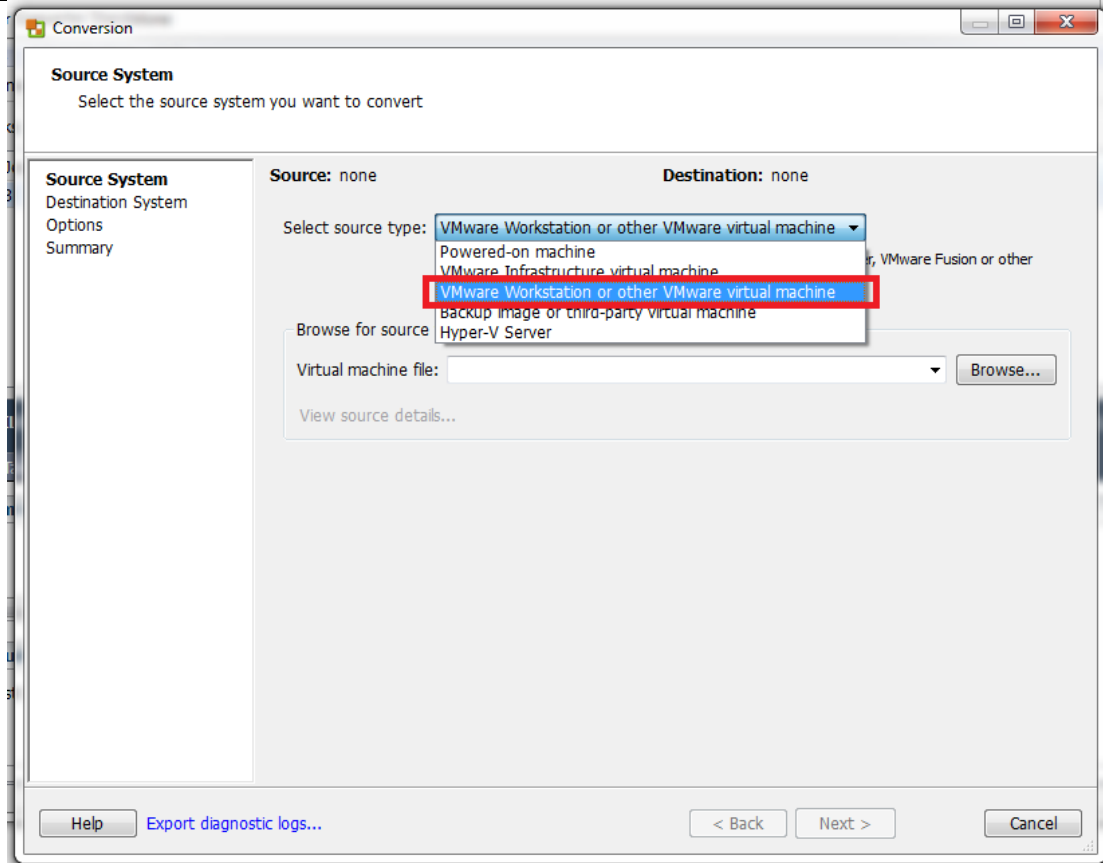 Conversion
Source System
Select the source system you want to convert
Source System
Destination System
Options
Summary
Source: none
Destination: none
Select source type: VMware Workstation or other VMware virtual machine
Powered-on machine
VMware Infrastructure virtual machine
VMware Workstation or other VMware virtual machine
Backup image or third-party virtual machine
Hyper-V Server
, VMware Fusion or other
Browse for source
Virtual machine file:
Browse...
View source details...
Help
Export diagnostic logs...
< Back
Next >
Cancel